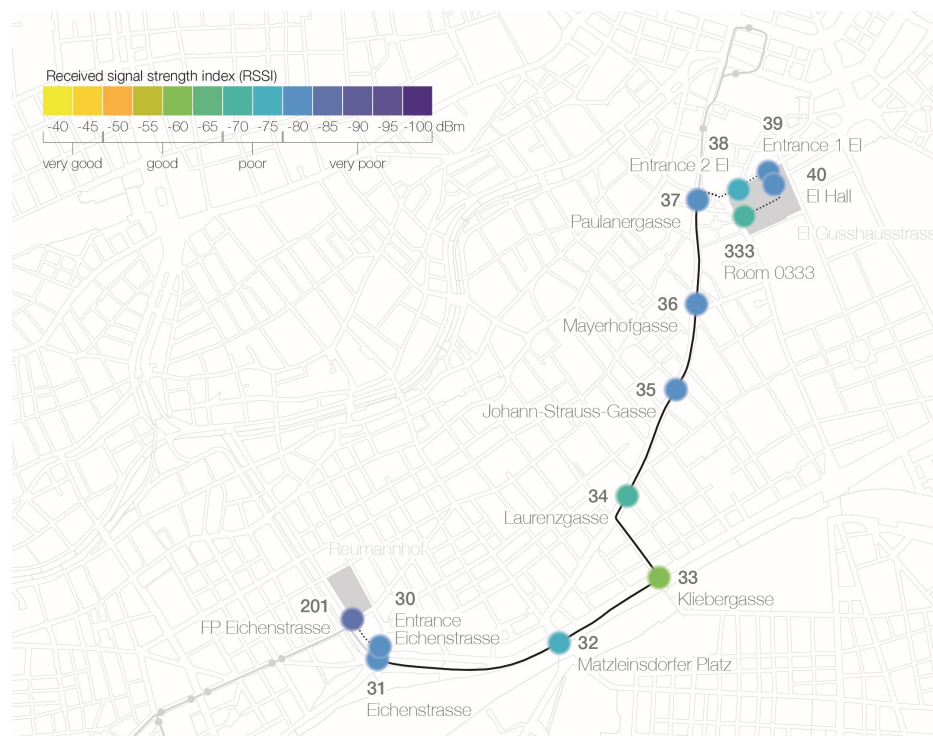 Received signal strength index (RSSI)
-40 -45 -50 -55 -60 -65 -70 -75 -80 -85 -90 -95 -100 dBm
very good good poor very poor
39
38 Entrance 1 EI
Entrance 2 EI
40
EI Hall
37
Paulanergasse
EI Gusshausstrass
333
Room 0333
36
Mayerhofgasse
35
Johann-Strauss-Gasse
34
Laurenzgasse
Reumannhof
33
Kliebergasse
201
FP Eichenstrasse
30
Entrance
Eichenstrasse
32
Matzleinsdorfer Platz
31
Eichenstrasse